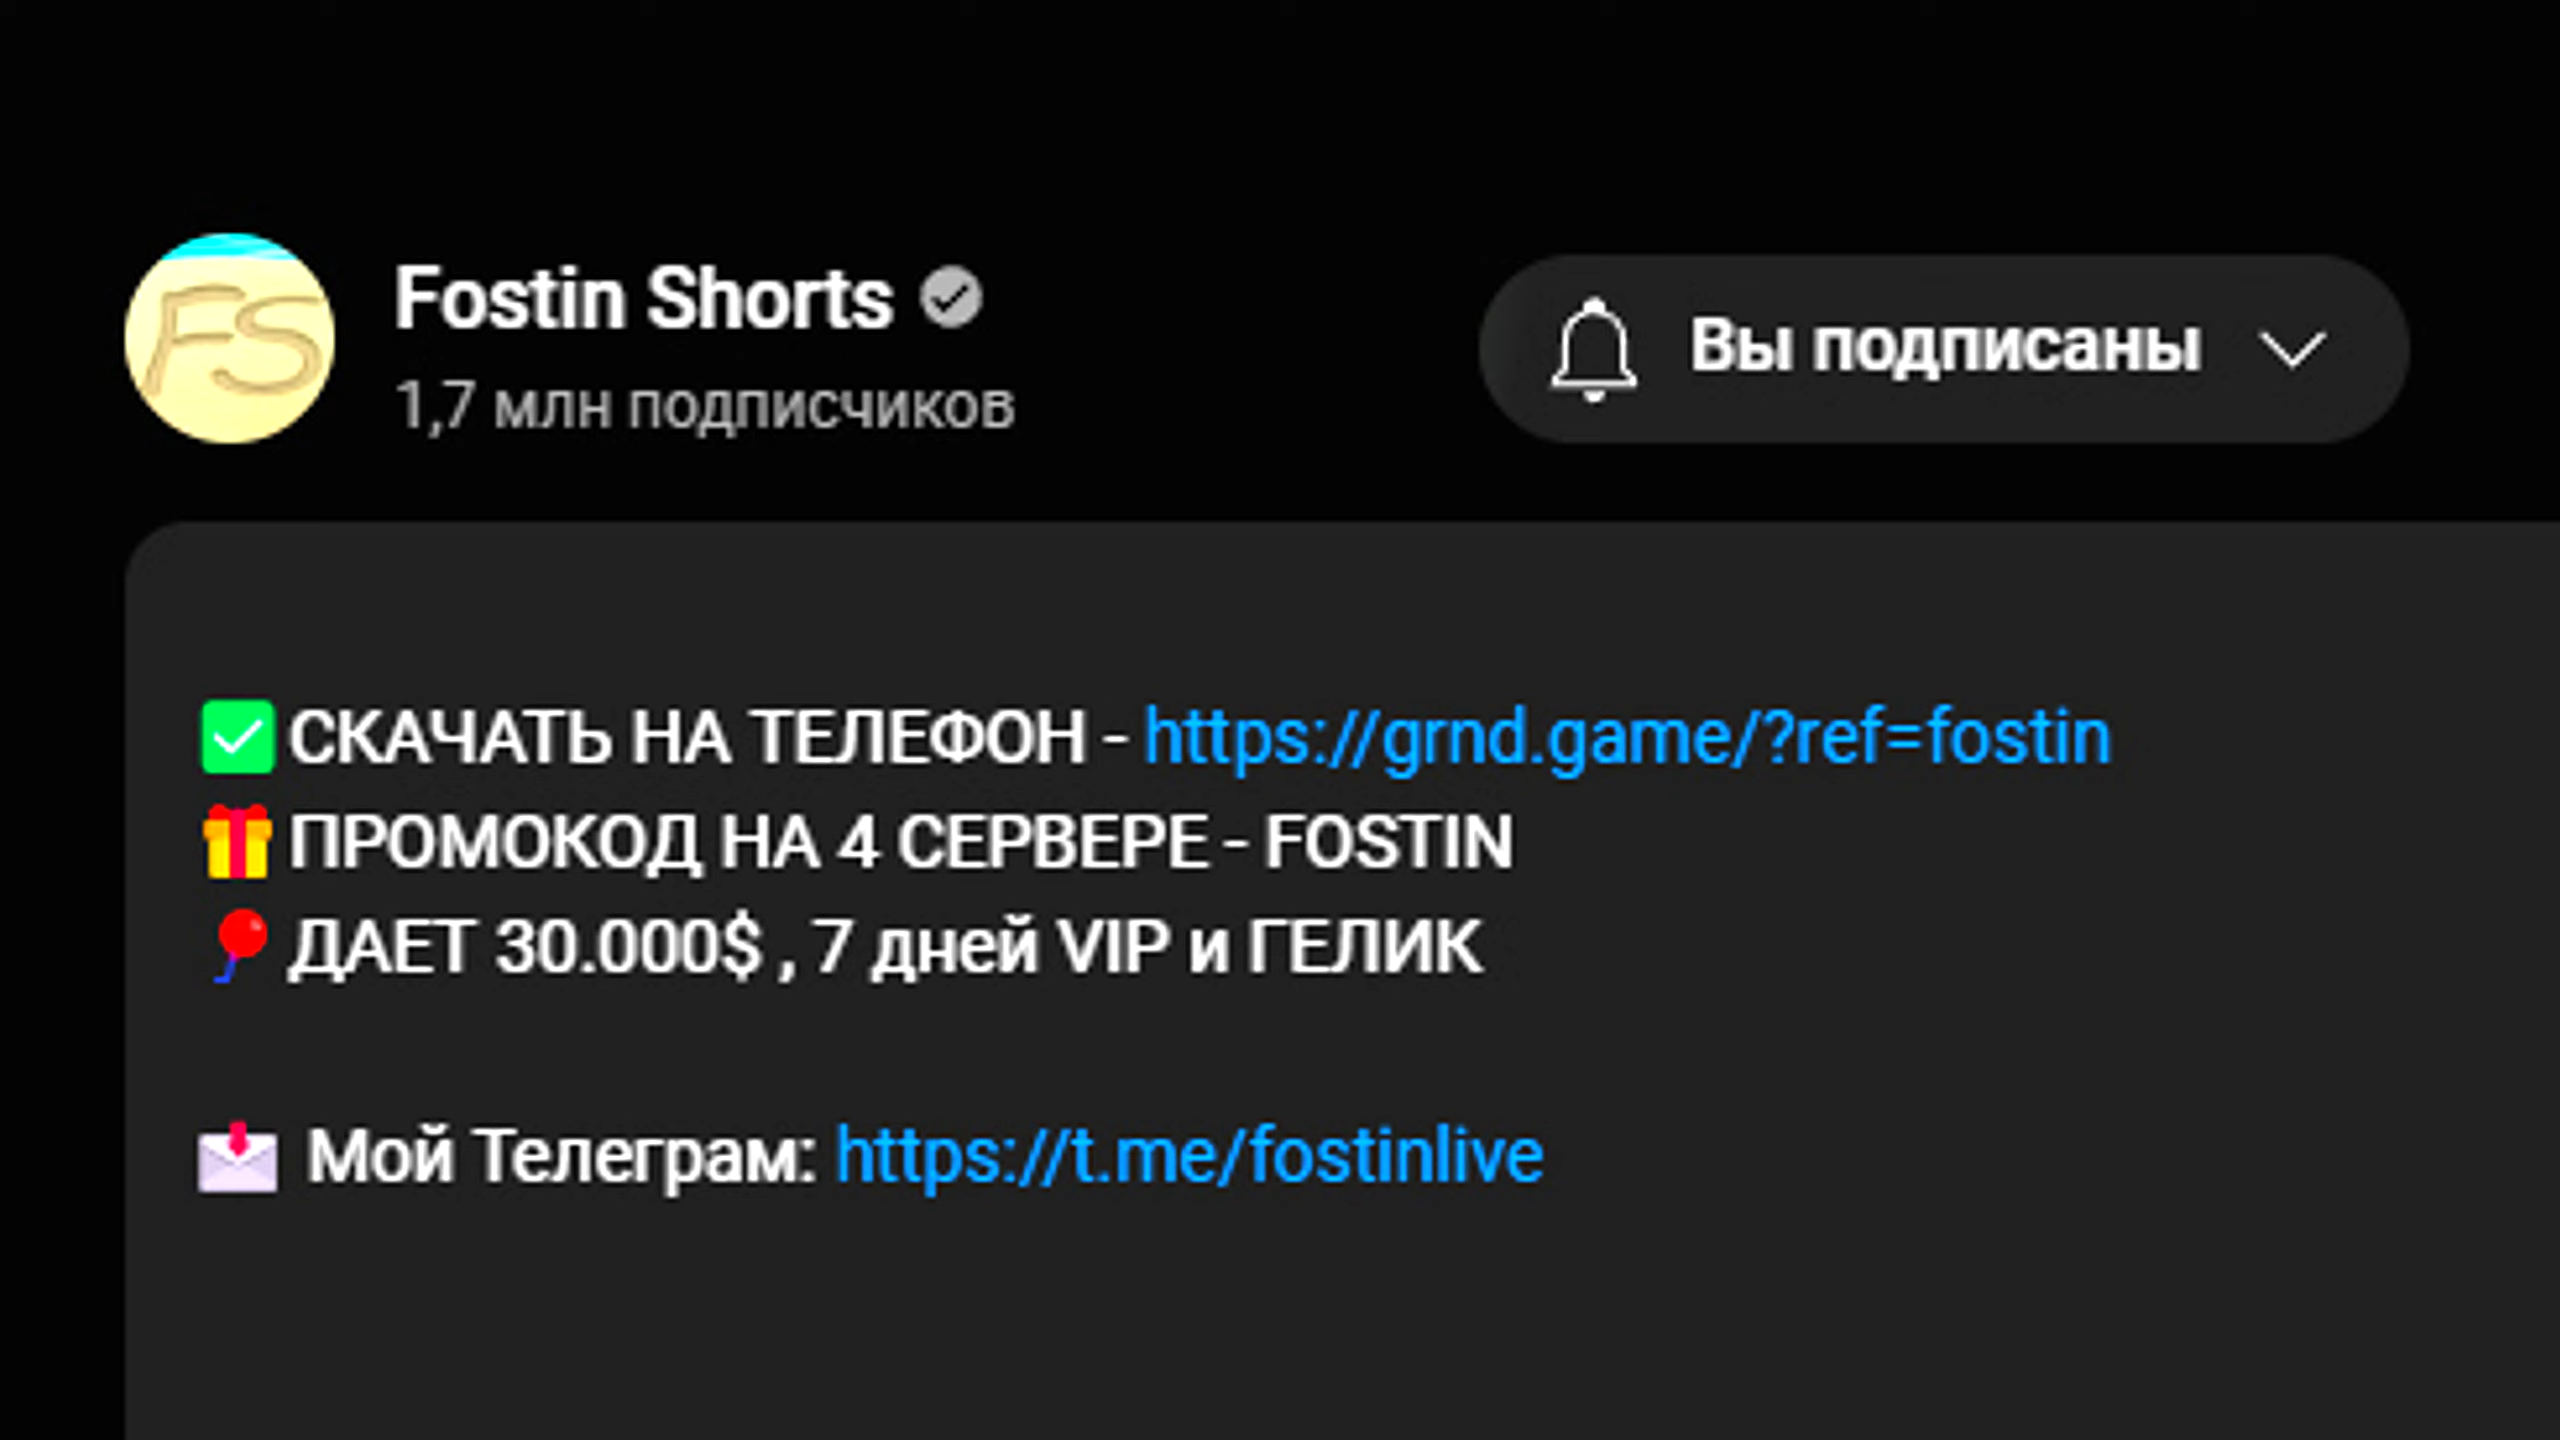 FS
Fostin Shorts
1,7 млн подписчиков
Вы подписаны
✅ СКАЧАТЬ НА ТЕЛЕФОН - https://grnd.game/?ref=fostin
🎁 ПРОМОКОД НА 4 СЕРВЕРЕ - FOSTIN
🎈 ДАЕТ 30.000$ , 7 дней VIP и ГЕЛИК
📩 Мой Телеграм: https://t.me/fostinlive